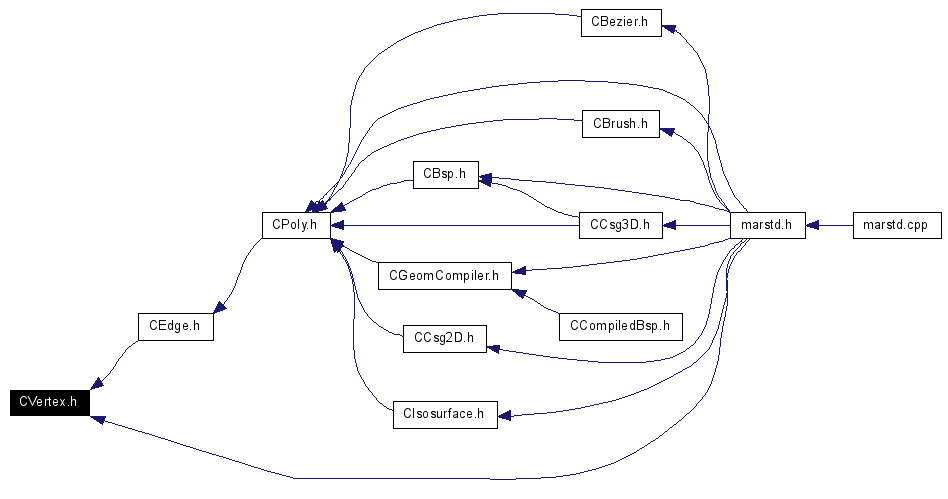 CBezier.h
CBrush.h
CBsp.h
CPoly.h
CCsg3D.h
marstd.h
marstd.cpp
CGeomCompiler.h
CEdge.h
CCompiledBsp.h
CCsg2D.h
CVertex.h
CIsosurface.h